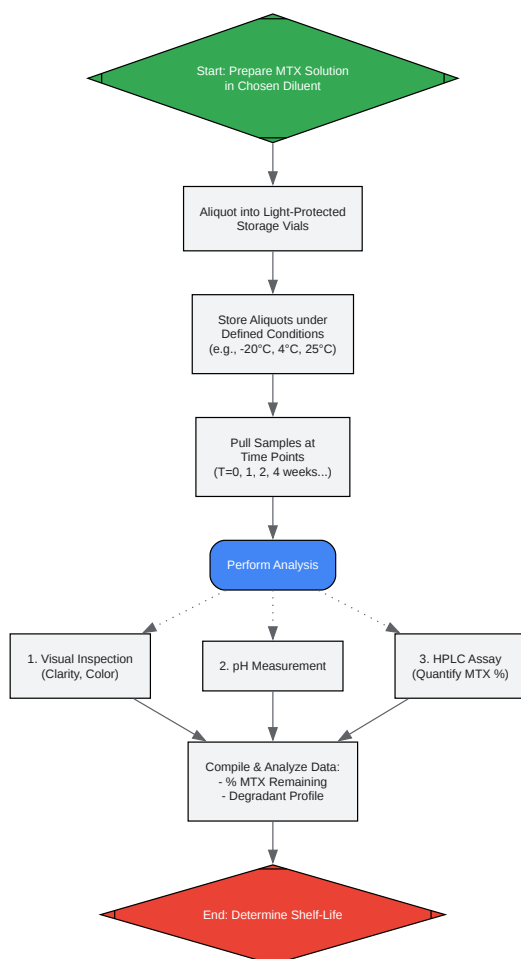 Start: Prepare MTX Solution
in Chosen Diluent
Aliquot into Light-Protected
Storage Vials
Store Aliquots under
Defined Conditions
(e.g., -20°C, 4°C, 25°C)
Pull Samples at
Time Points
(T=0, 1, 2, 4 weeks...)
Perform Analysis
1. Visual Inspection
(Clarity, Color)
2. pH Measurement
3. HPLC Assay
(Quantify MTX %)
Compile & Analyze Data:
- % MTX Remaining
- Degradant Profile
End: Determine Shelf-Life